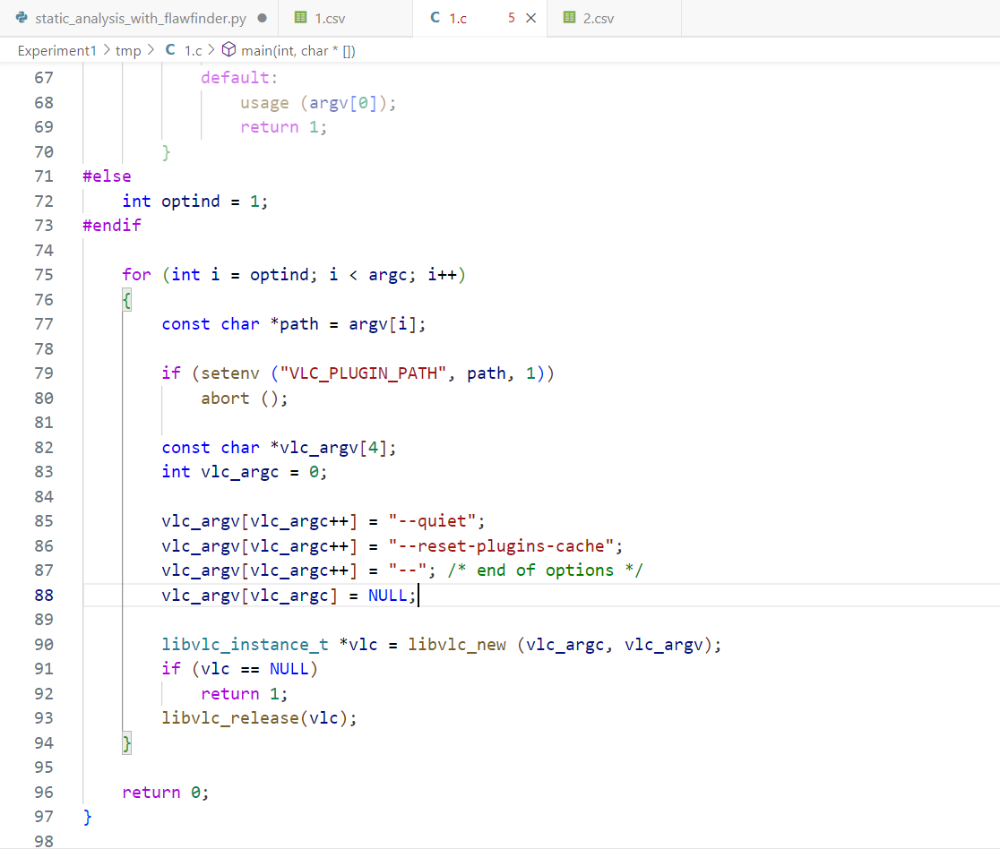 static_analysis_with_flawfinder.py ● 1.csv C 1.c 5 × 2.csv
Experiment1 > tmp > C 1.c > main(int, char * [])
67 default:
68 usage (argv[0]);
69 return 1;
70 }
71 #else
72 int optind = 1;
73 #endif
74
75 for (int i = optind; i < argc; i++)
76 {
77 const char *path = argv[i];
78
79 if (setenv ("VLC_PLUGIN_PATH", path, 1))
80 abort ();
81
82 const char *vlc_argv[4];
83 int vlc_argc = 0;
84
85 vlc_argv[vlc_argc++] = "--quiet";
86 vlc_argv[vlc_argc++] = "--reset-plugins-cache";
87 vlc_argv[vlc_argc++] = "--"; /* end of options */
88 vlc_argv[vlc_argc] = NULL;
89
90 libvlc_instance_t *vlc = libvlc_new (vlc_argc, vlc_argv);
91 if (vlc == NULL)
92 return 1;
93 libvlc_release(vlc);
94 }
95
96 return 0;
97 }
98